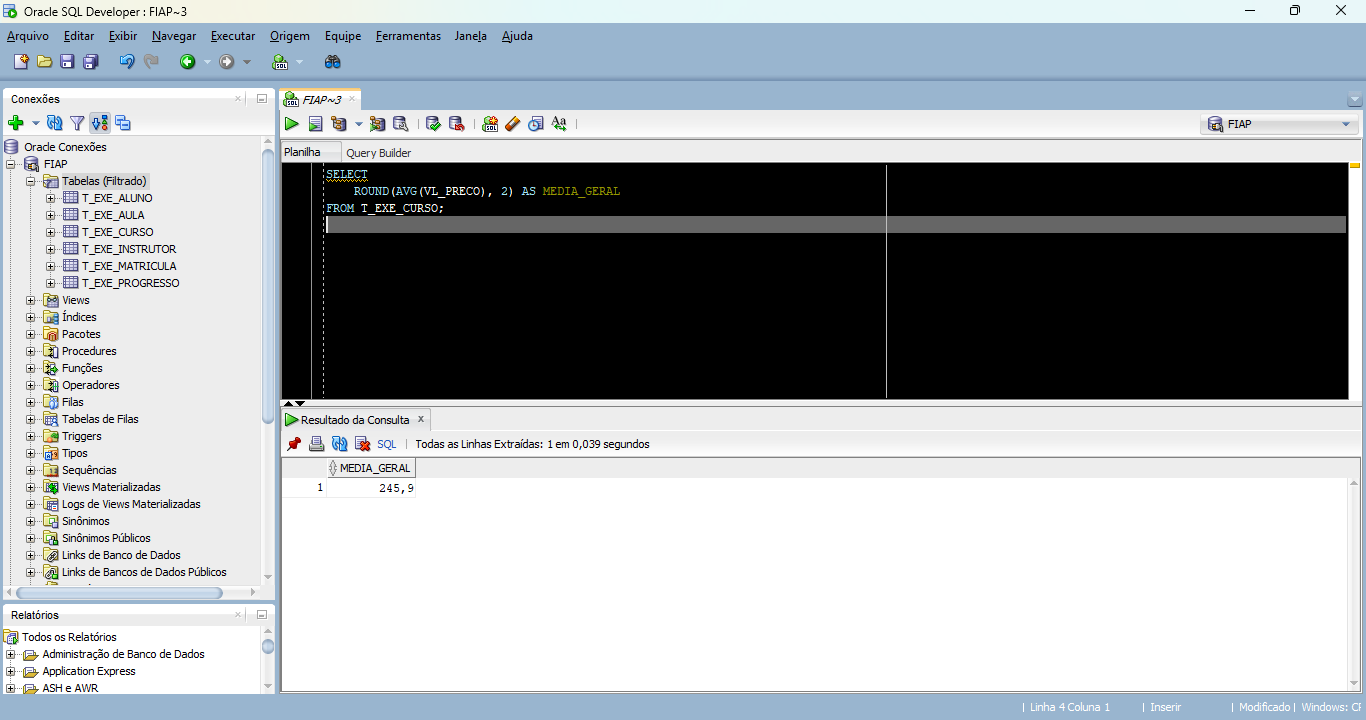 Oracle SQL Developer : FIAP~3
Arquivo Editar Exibir Navegar Executar Origem Equipe Ferramentas Janela Ajuda
Conexões
Oracle Conexões
FIAP
Tabelas (Filtrado)
T_EXE_ALUNO
T_EXE_AULA
T_EXE_CURSO
T_EXE_INSTRUTOR
T_EXE_MATRICULA
T_EXE_PROGRESSO
Views
Índices
Pacotes
Procedures
Funções
Operadores
Filas
Tabelas de Filas
Triggers
Tipos
Sequências
Views Materializadas
Logs de Views Materializadas
Sinônimos
Sinônimos Públicos
Links de Banco de Dados
Links de Bancos de Dados Públicos
Relatórios
Todos os Relatórios
Administração de Banco de Dados
Application Express
ASH e AWR
FIAP~3
FIAP
Planilha Query Builder
SELECT
ROUND(AVG(VL_PRECO), 2) AS MEDIA_GERAL
FROM T_EXE_CURSO;
Resultado da Consulta
SQL | Todas as Linhas Extraídas: 1 em 0,039 segundos
MEDIA_GERAL
1 245,9
| Linha 4 Coluna 1 | Inserir | Modificado | Windows: